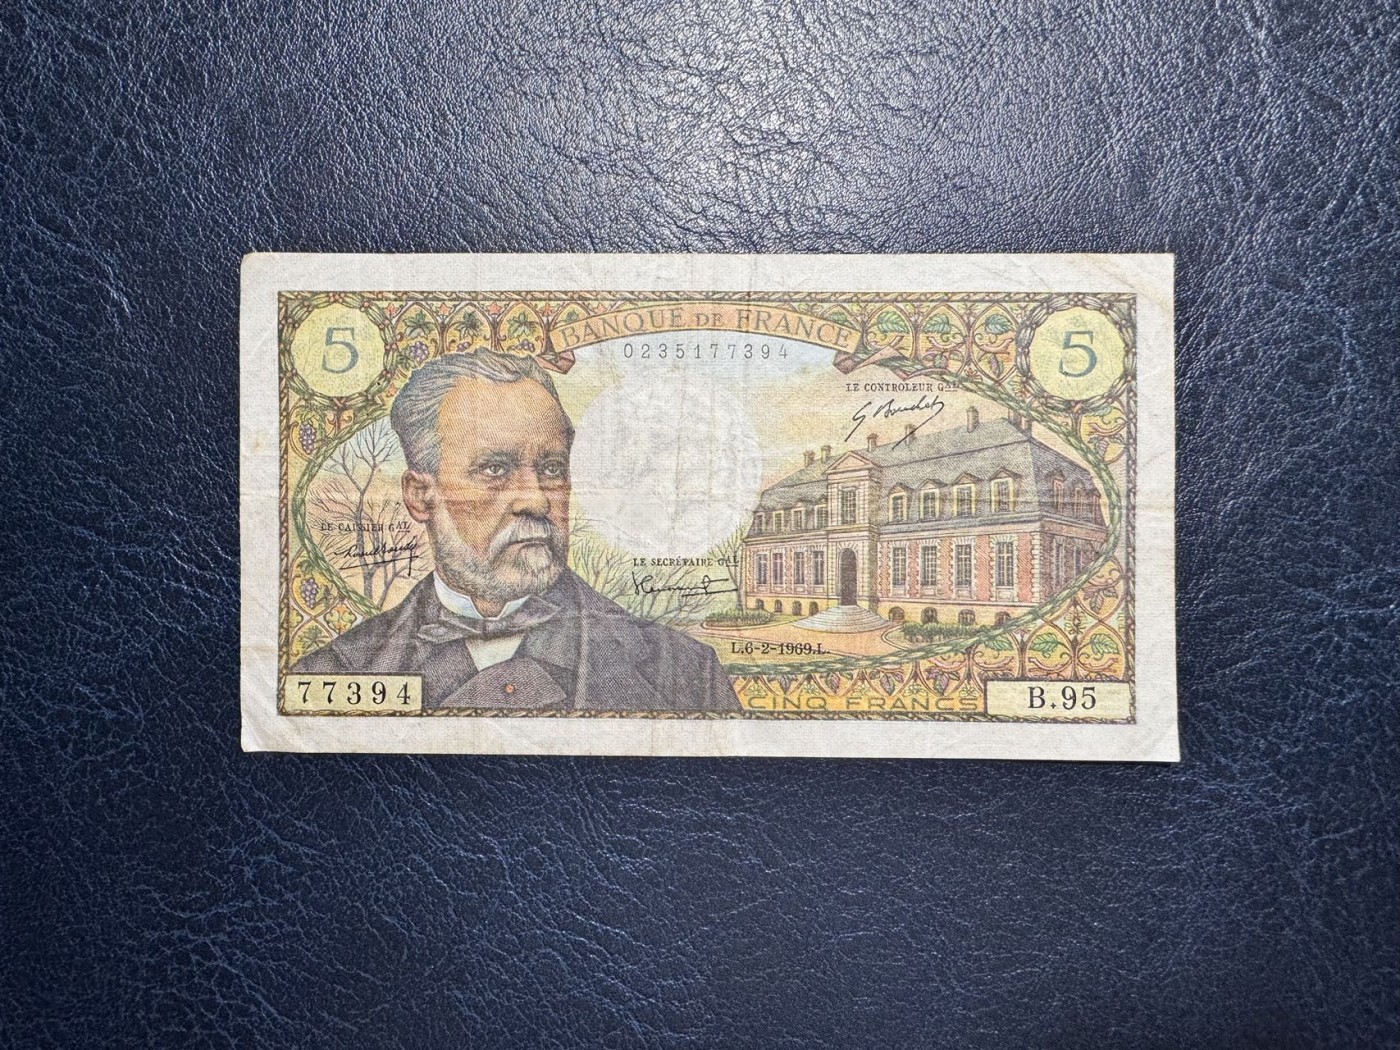 BANQUE DE FRANCE
5
5
0235177394
LE CONTROLEUR GAL
LE CAISSIER GAL
LE SECRÉTAIRE GAL
L.6-2-1969.L.
77394
CINQ FRANCS
B.95